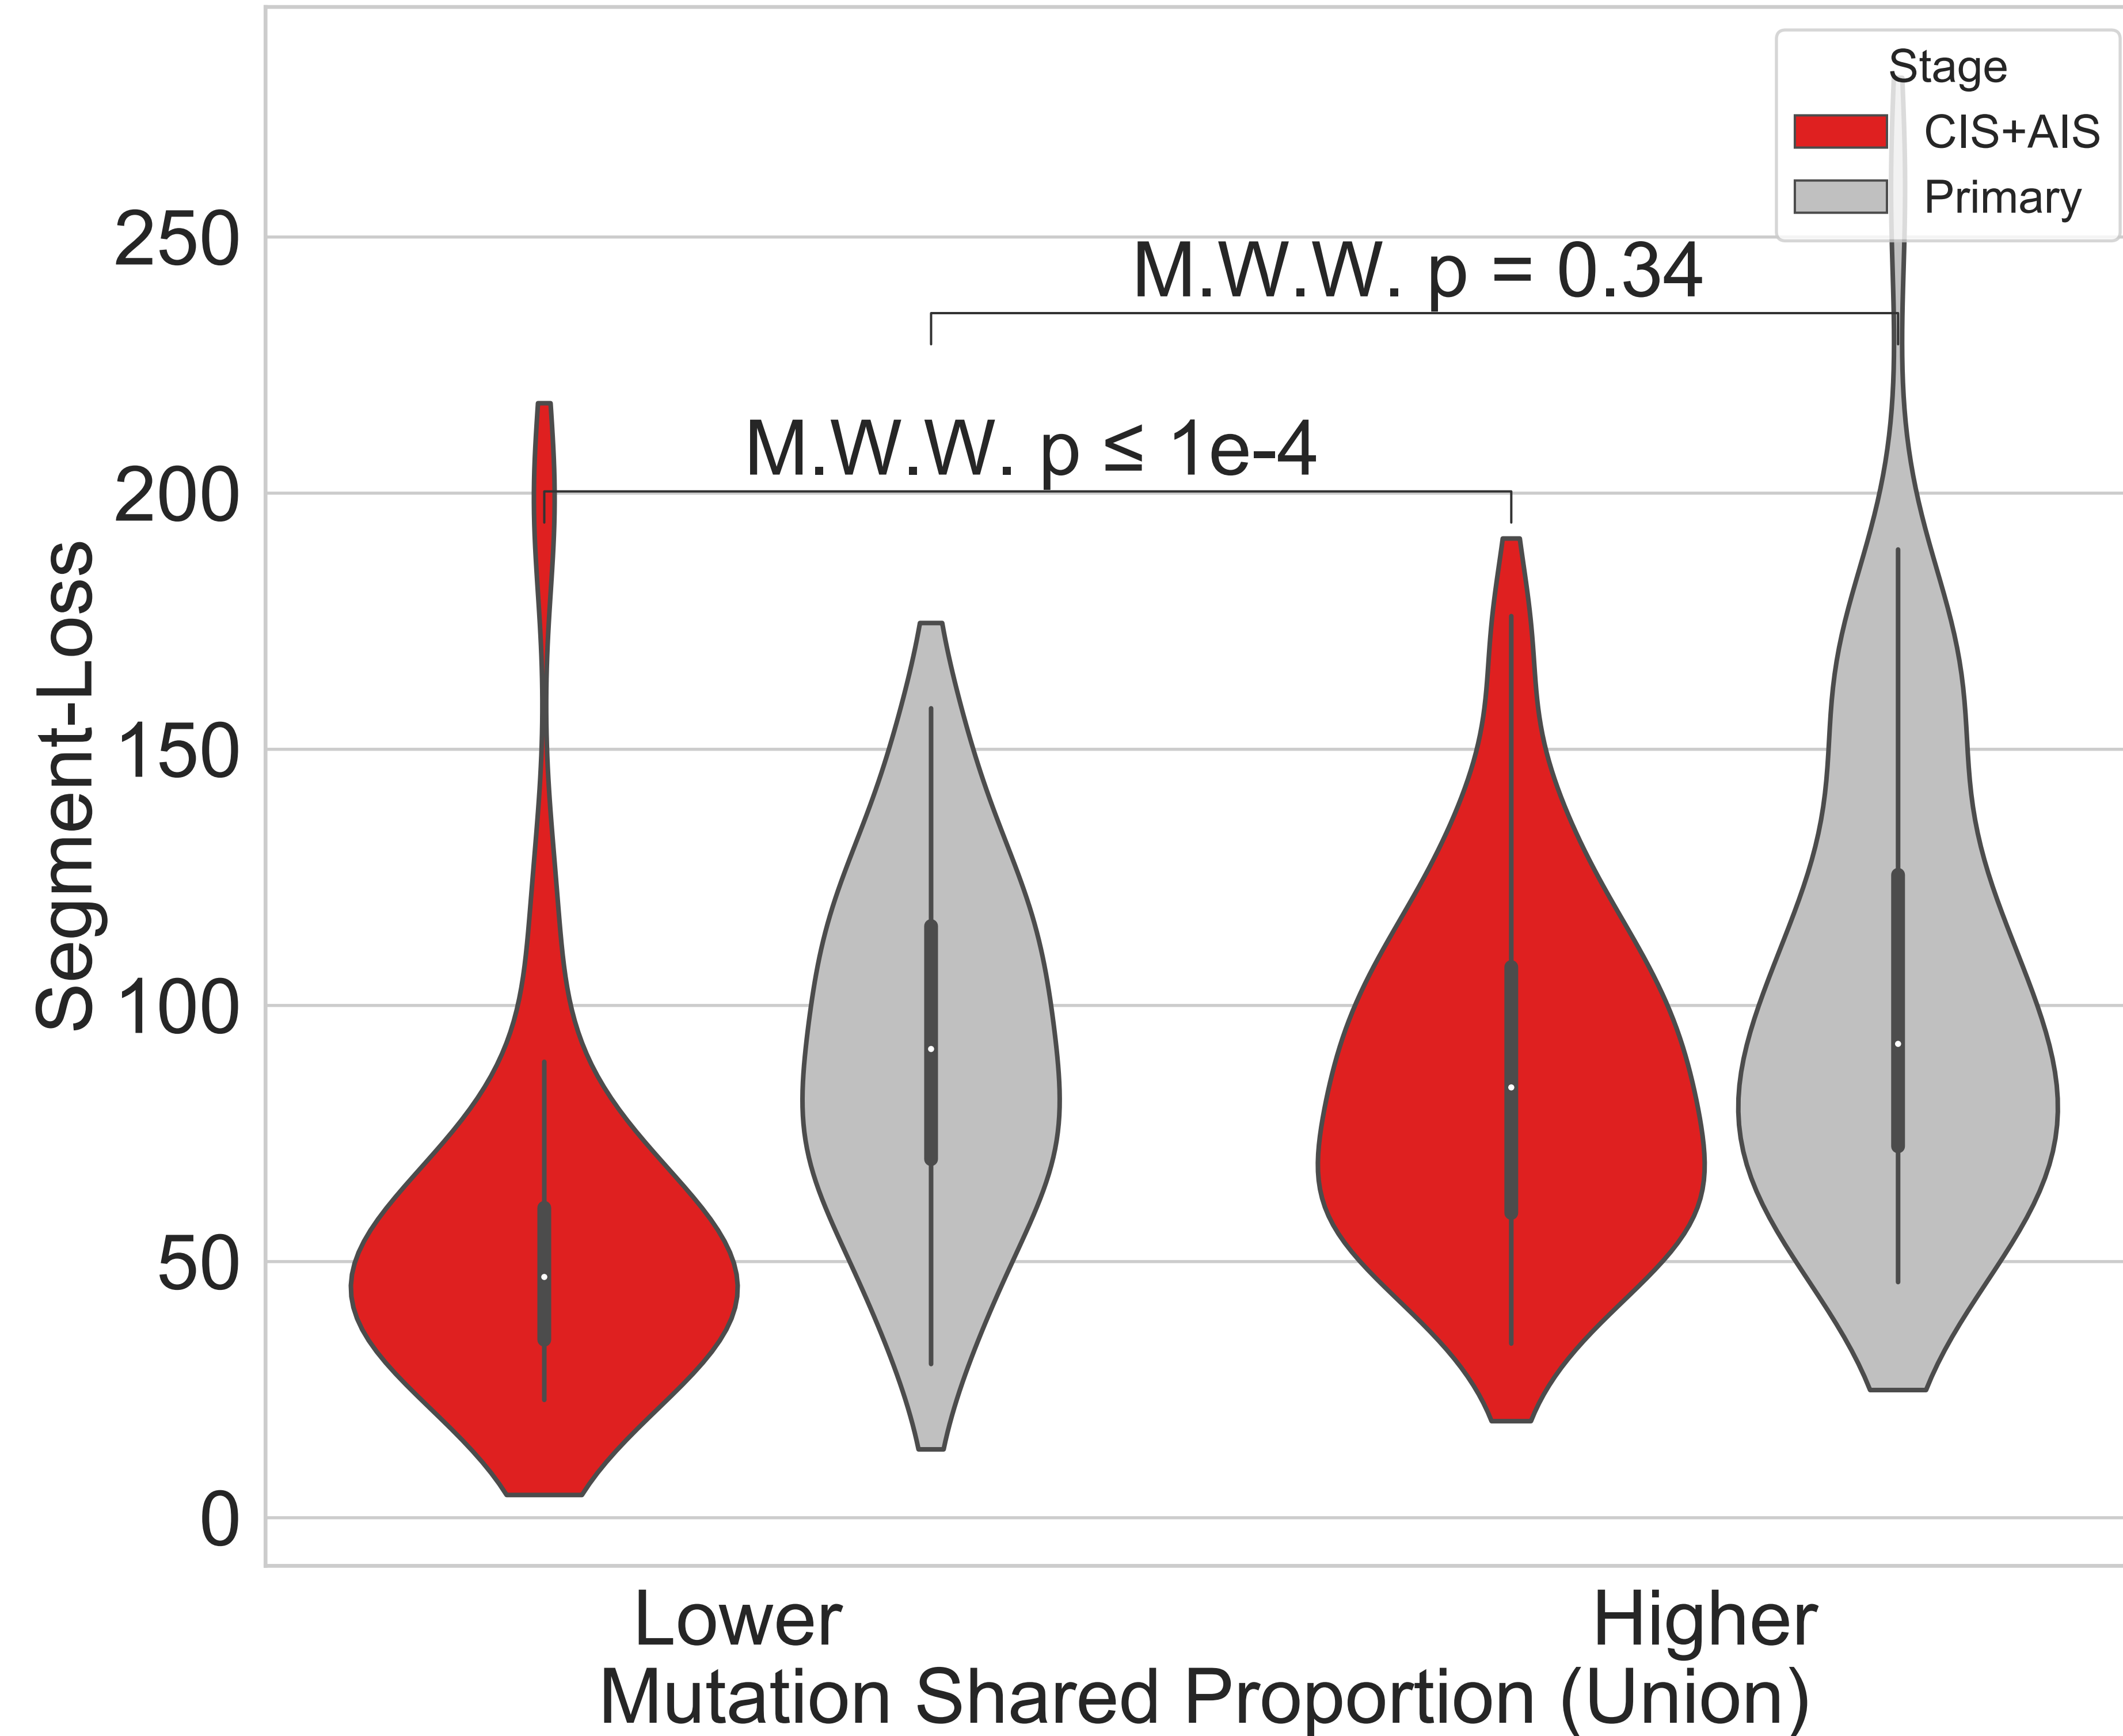 Stage
CIS+AIS
Primary
M.W.W. p = 0.34
M.W.W. p ≤ 1e-4
Segment-Loss
250
200
150
100
50
0
Lower
Higher
Mutation Shared Proportion (Union)